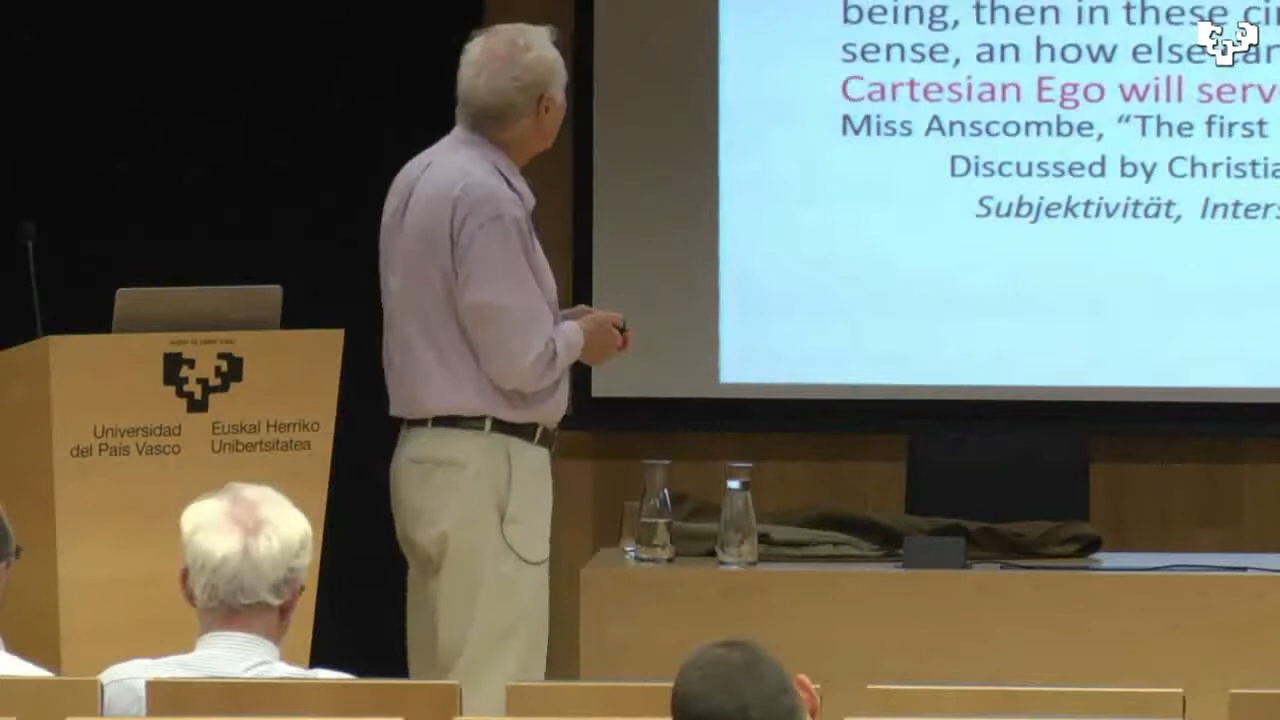 being, then in these ci
sense, an how else
Cartesian Ego will serv
Miss Anscombe, “The first
Discussed by Christia
Subjektivität, Inters
Universidad
del País Vasco
Euskal Herriko
Unibertsitatea